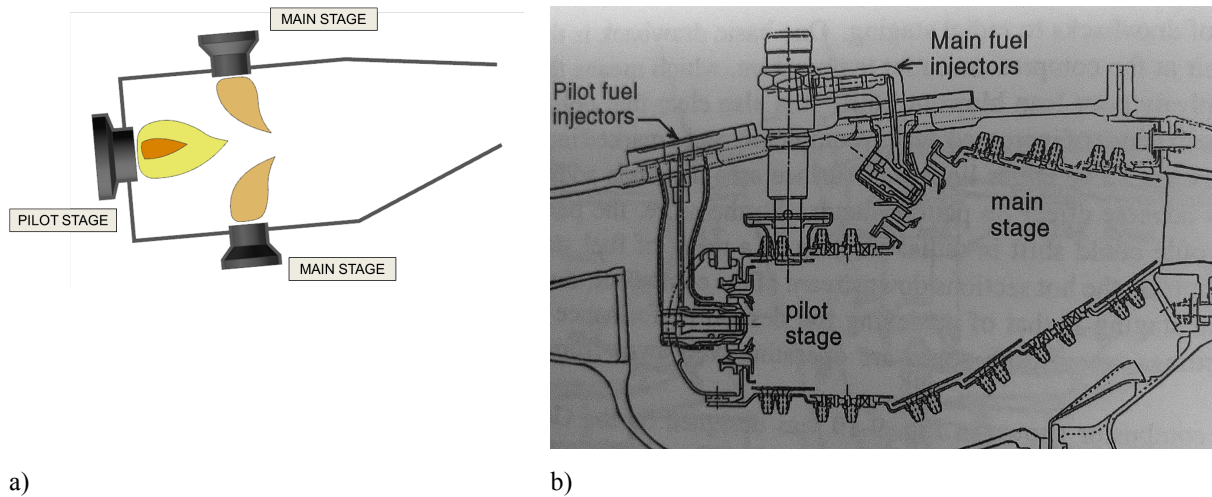 MAIN STAGE
PILOT STAGE
MAIN STAGE
Pilot fuel
injectors
Main fuel
injectors
main
stage
pilot
stage
a)
b)